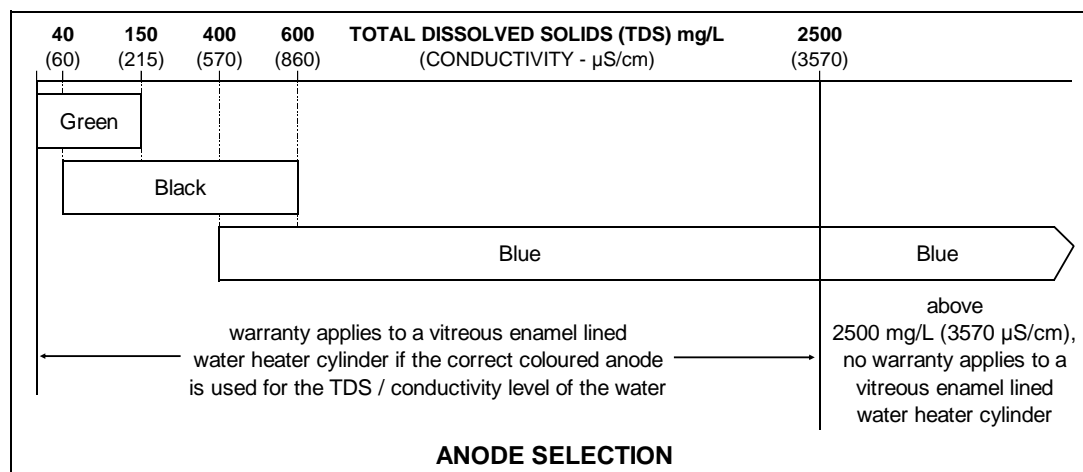 40 150 400 600 TOTAL DISSOLVED SOLIDS (TDS) mg/L 2500
(60) (215) (570) (860) (CONDUCTIVITY - µS/cm) (3570)
Green
Black
Blue Blue
warranty applies to a vitreous enamel lined
water heater cylinder if the correct coloured anode
is used for the TDS / conductivity level of the water
above
2500 mg/L (3570 µS/cm),
no warranty applies to a
vitreous enamel lined
water heater cylinder
ANODE SELECTION